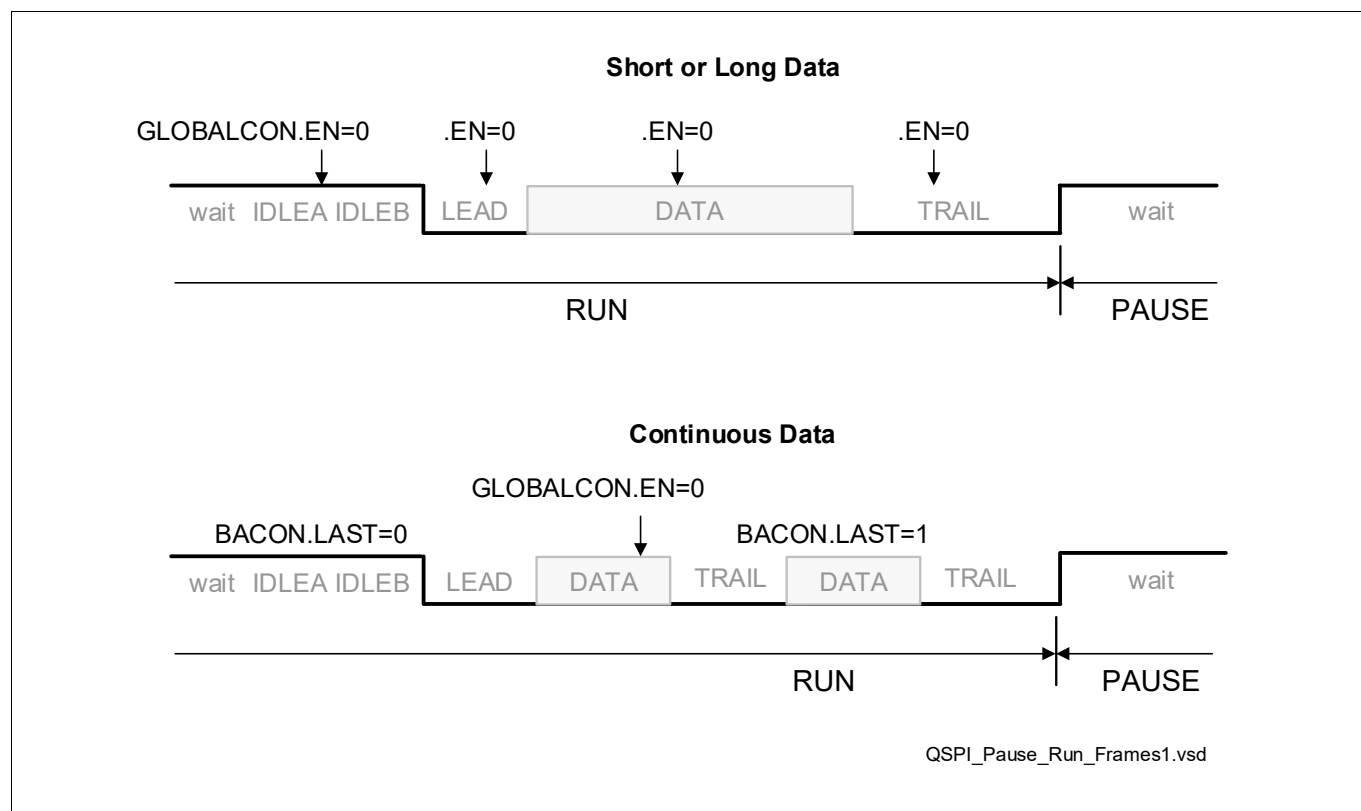 Short or Long Data
GLOBALCON.EN=0 .EN=0 .EN=0 .EN=0
wait IDLEA IDLEB LEAD DATA TRAIL wait
RUN PAUSE
Continuous Data
GLOBALCON.EN=0
BACON.LAST=0 BACON.LAST=1
wait IDLEA IDLEB LEAD DATA TRAIL DATA TRAIL wait
RUN PAUSE
QSPI_Pause_Run_Frames1.vsd